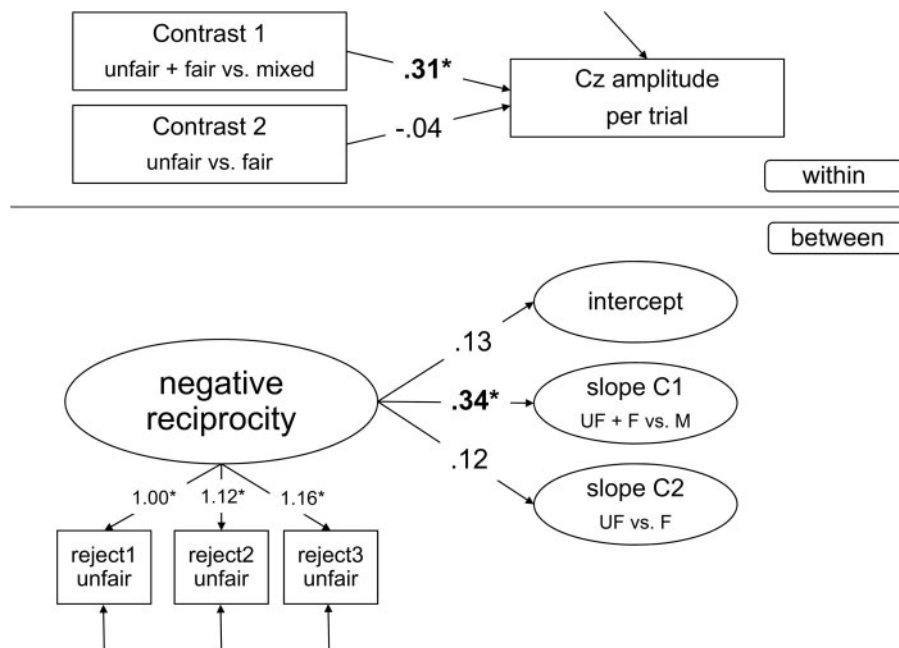 Contrast 1
unfair + fair vs. mixed
.31*
Cz amplitude
per trial
Contrast 2
unfair vs. fair
-.04
within
between
intercept
.13
negative
reciprocity
.34*
slope C1
UF + F vs. M
.12
slope C2
UF vs. F
1.00*
1.12*
1.16*
reject1
unfair
reject2
unfair
reject3
unfair